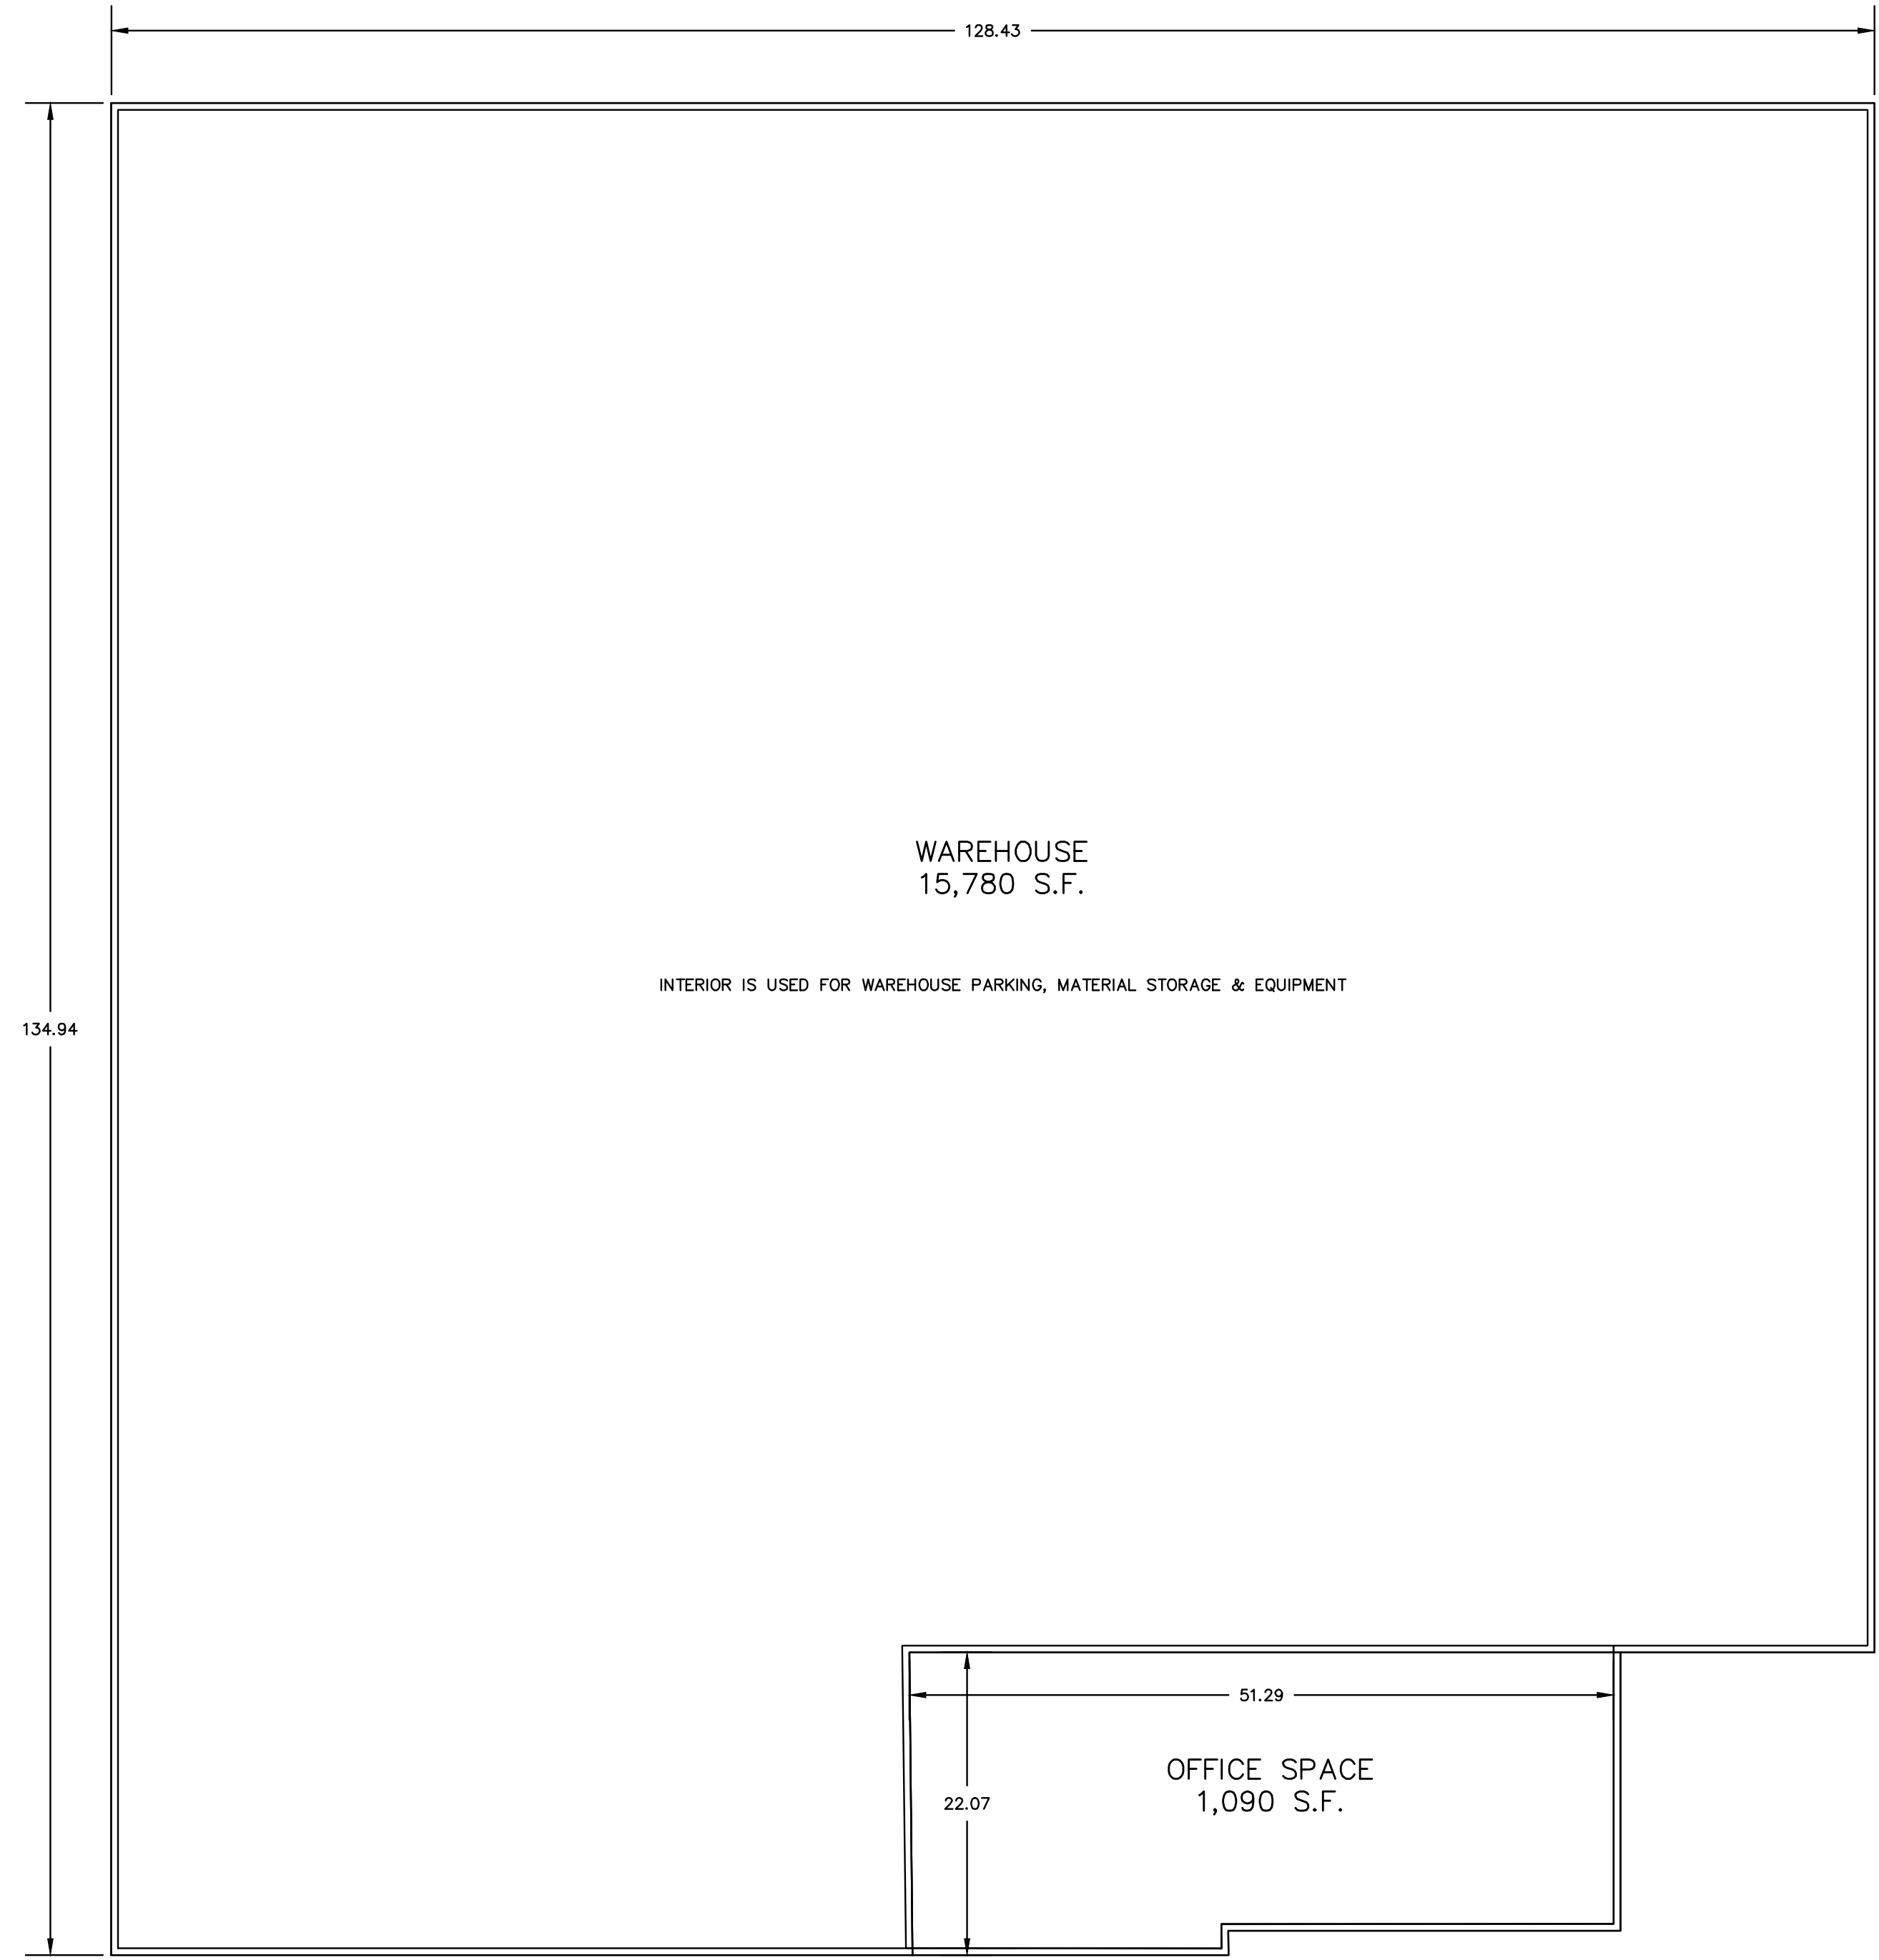 128.43
WAREHOUSE
15,780 S.F.
INTERIOR IS USED FOR WAREHOUSE PARKING, MATERIAL STORAGE & EQUIPMENT
134.94
51.29
OFFICE SPACE
1,090 S.F.
22.07